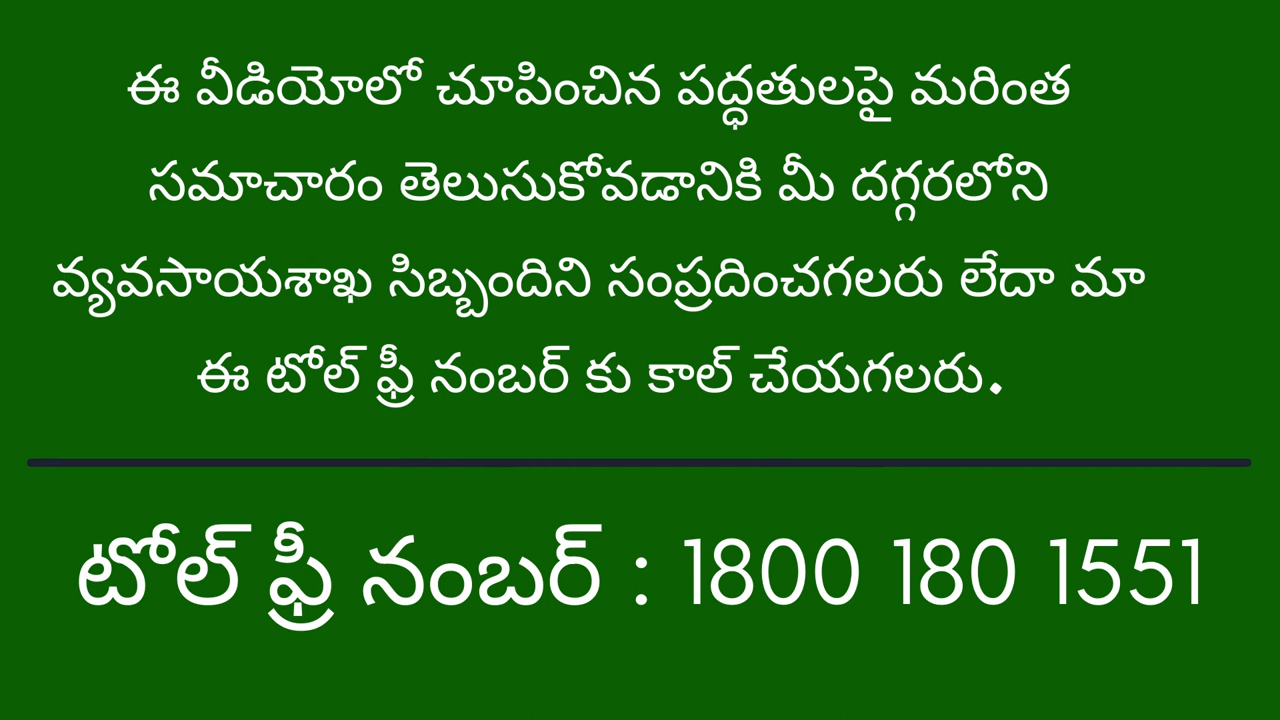 ఈ వీడియోలో చూపించిన పద్ధతులపై మరింత
సమాచారం తెలుసుకోవడానికి మీ దగ్గరలోని
వ్యవసాయశాఖ సిబ్బందిని సంప్రదించగలరు లేదా మా
ఈ టోల్ ఫ్రీ నంబర్ కు కాల్ చేయగలరు.
టోల్ ఫ్రీ నంబర్ : 1800 180 1551